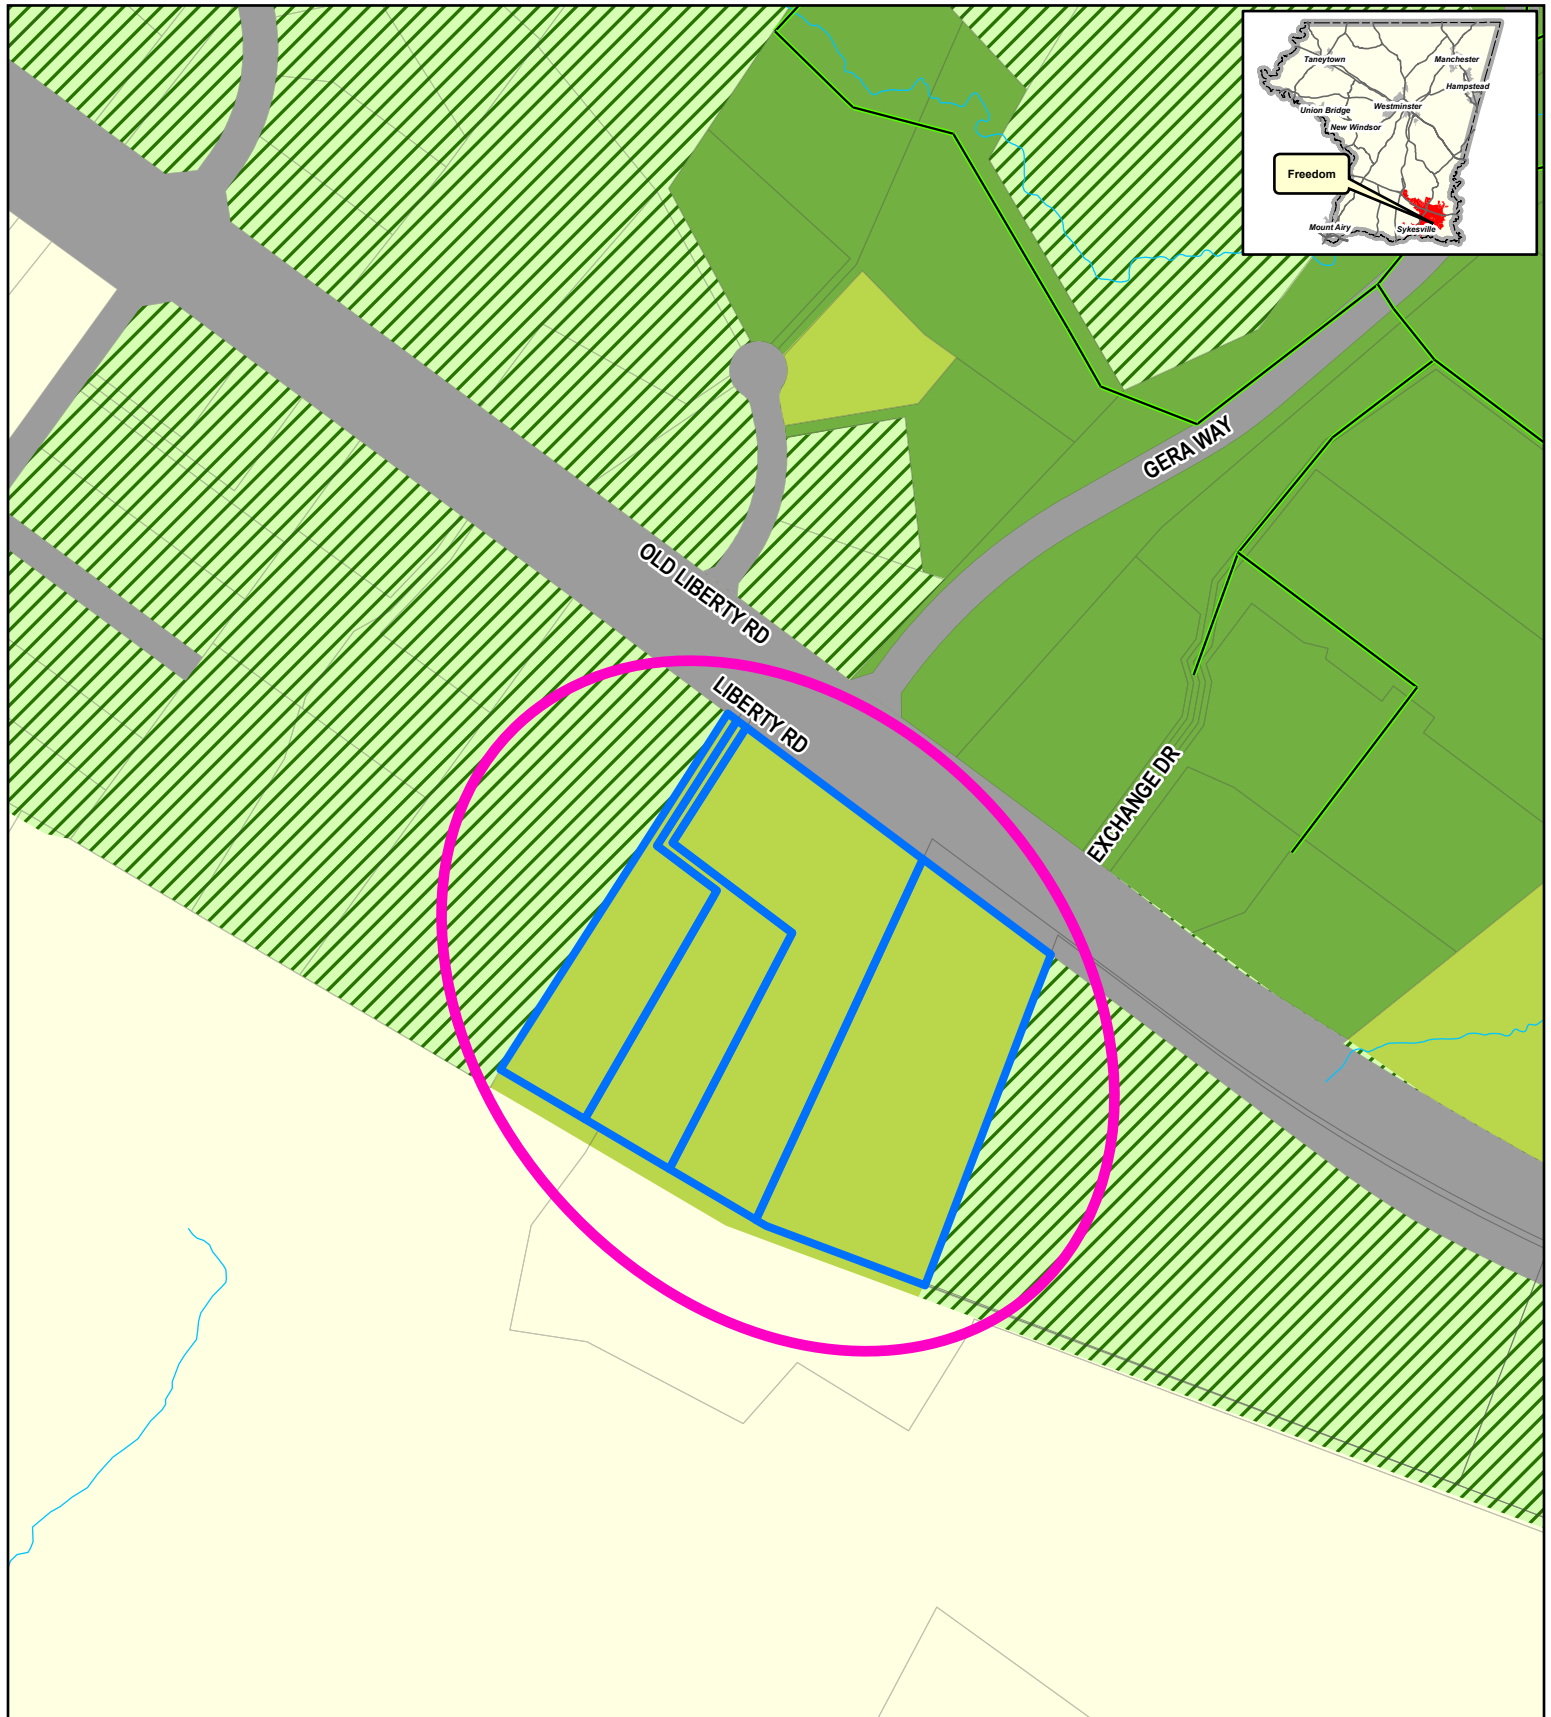 Taneytown
Manchester
Hampstead
Union Bridge
Westminster
New Windsor
Freedom
Mount Airy
Sykesville
GERA WAY
OLD LIBERTY RD
LIBERTY RD
EXCHANGE DR